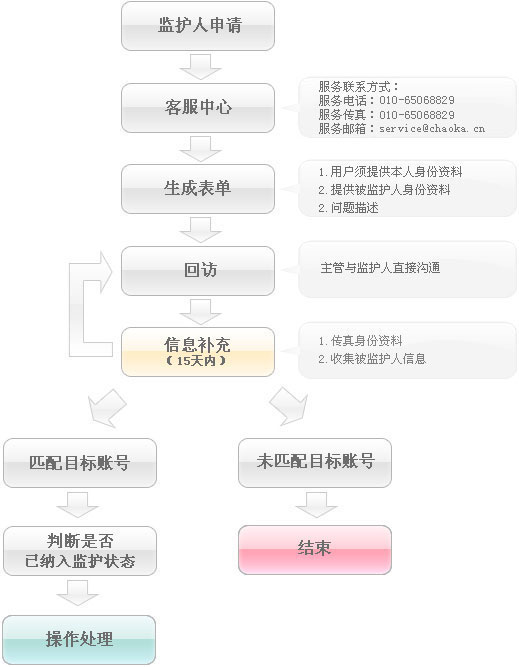 监护人申请
客服中心
服务联系方式：
服务电话：010-65068829
服务传真：010-65068829
服务邮箱：service@chaoka.cn
生成表单
1.用户须提供本人身份资料
2.提供被监护人身份资料
2.问题描述
回访
主管与监护人直接沟通
信息补充
（15天内）
1.传真身份资料
2.收集被监护人信息
匹配目标账号
未匹配目标账号
判断是否
已纳入监护状态
结束
操作处理